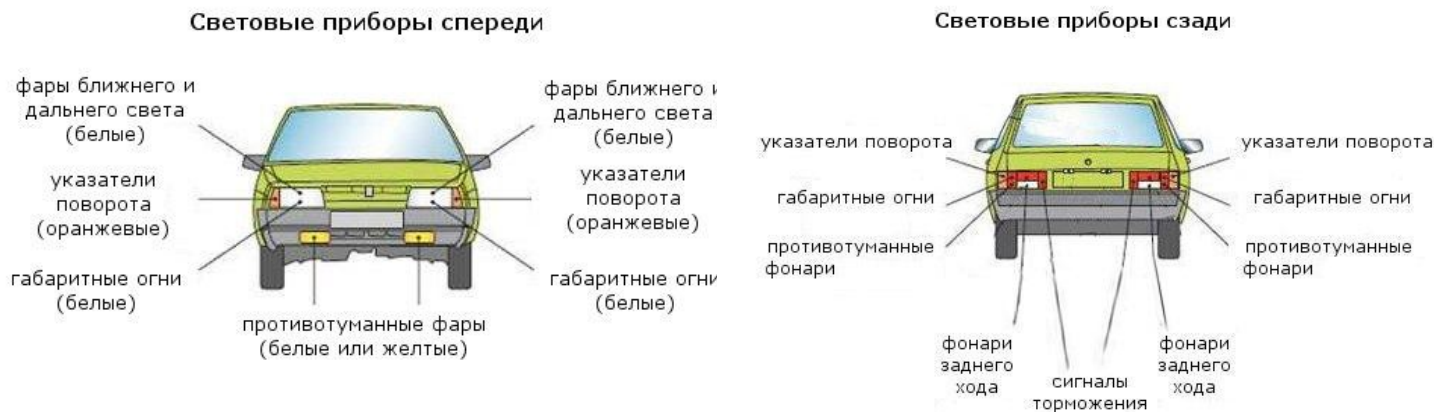 Световые приборы спереди
фары ближнего и
дальнего света
(белые)
указатели
поворота
(оранжевые)
габаритные огни
(белые)
противотуманные фары
(белые или желтые)
фары ближнего и
дальнего света
(белые)
указатели
поворота
(оранжевые)
габаритные огни
(белые)
Световые приборы сзади
указатели поворота
габаритные огни
противотуманные
фонари
фонари
заднего
хода
сигналы
торможения
фонари
заднего
хода
указатели поворота
габаритные огни
противотуманные
фонари